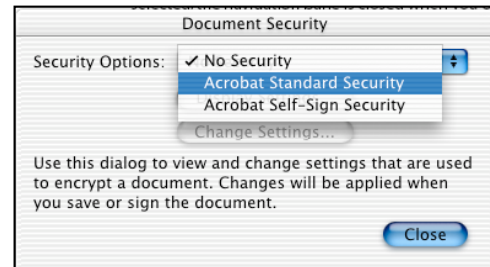 Document Security
Security Options: ✓ No Security
Acrobat Standard Security
Acrobat Self-Sign Security
Change Settings...
Use this dialog to view and change settings that are used
to encrypt a document. Changes will be applied when
you save or sign the document.
Close